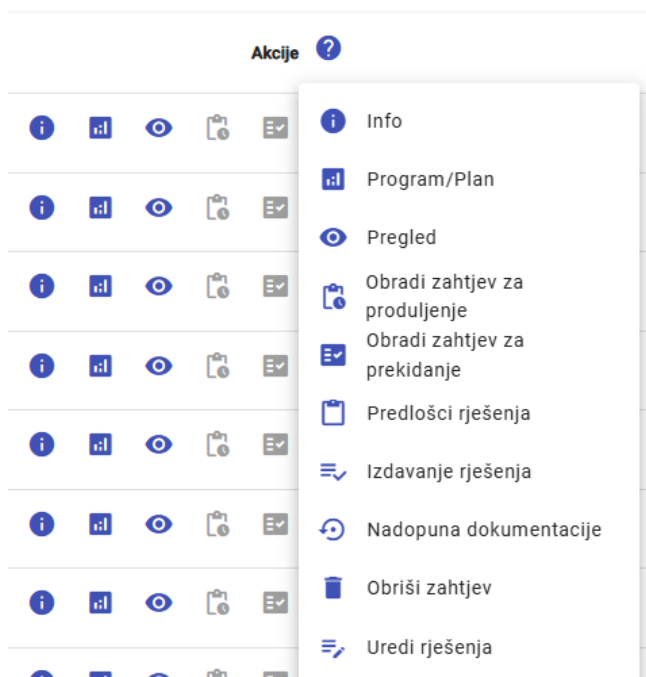 Akcije
Info
Program/Plan
Pregled
Obradi zahtjev za
produljenje
Obradi zahtjev za
prekidanje
Predlošci rješenja
Izdavanje rješenja
Nadopuna dokumentacije
Obriši zahtjev
Uredi rješenja